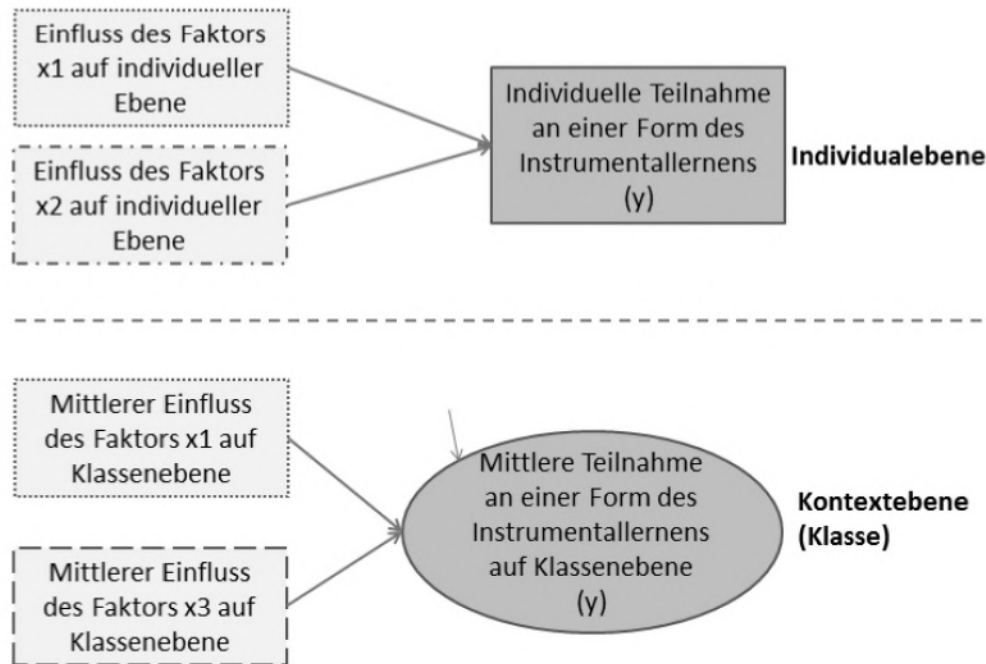 Einfluss des Faktors
x1 auf individueller
Ebene
Einfluss des Faktors
x2 auf individueller
Ebene
Individuelle Teilnahme
an einer Form des
Instrumentallernens
(y)
Individualebene
Mittlerer Einfluss
des Faktors x1 auf
Klassenebene
Mittlerer Einfluss
des Faktors x3 auf
Klassenebene
Mittlere Teilnahme
an einer Form des
Instrumentallernens
auf Klassenebene
(y)
Kontextebene
(Klasse)